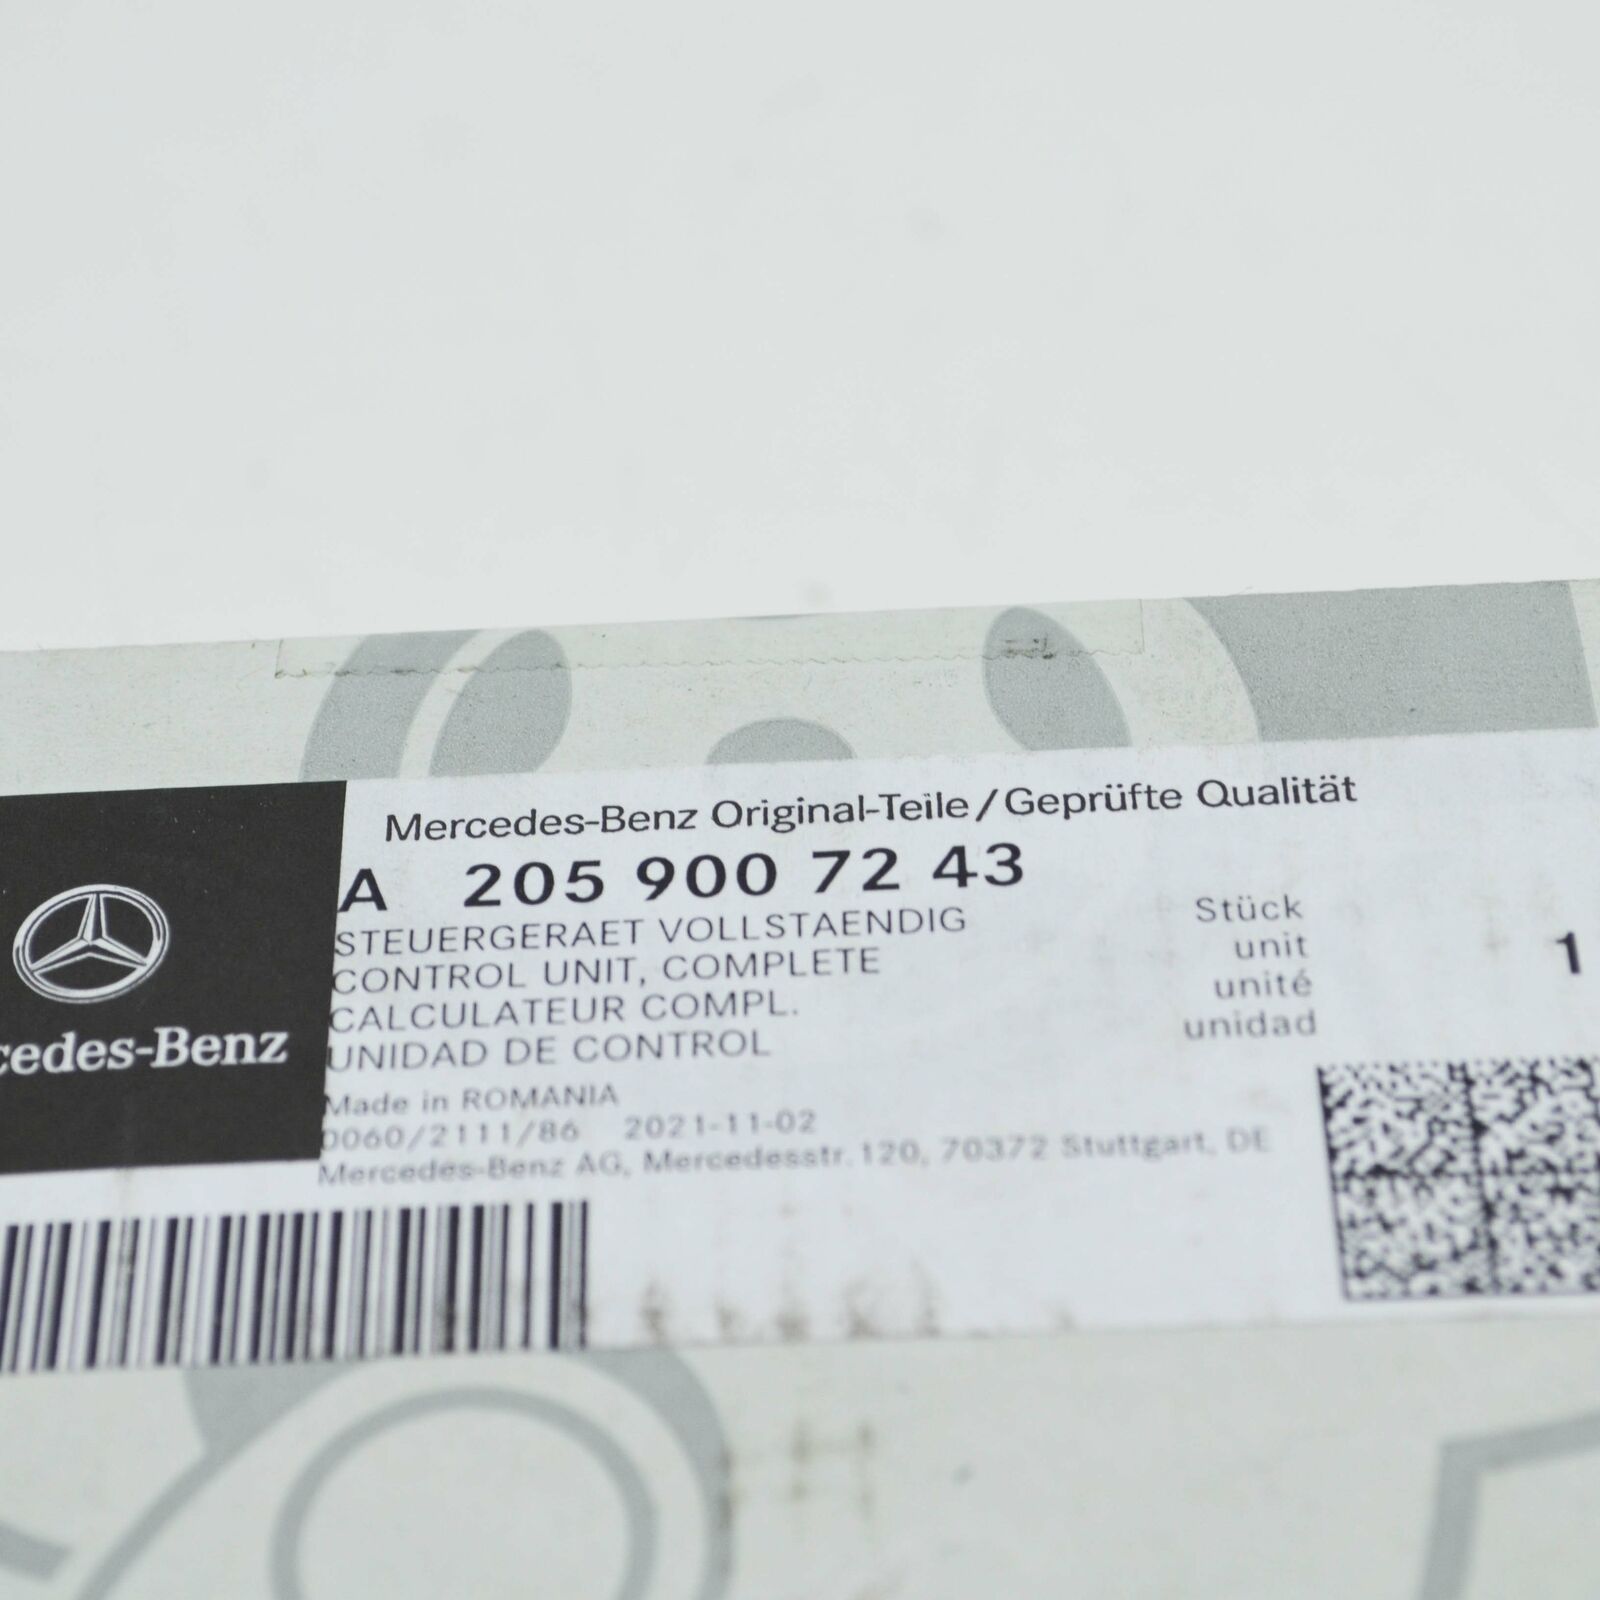 Mercedes-Benz Original-Teile/Geprüfte Qualität
A 205 900 72 43
STEUERGERAET VOLLSTAENDIG
CONTROL UNIT, COMPLETE
CALCULATEUR COMPL.
UNIDAD DE CONTROL
Stück
unit
unité
unidad
1
cedes-Benz
Made in ROMANIA
0060/2111/86 2021-11-02
Mercedes-Benz AG, Mercedesstr. 120, 70372 Stuttgart, DE